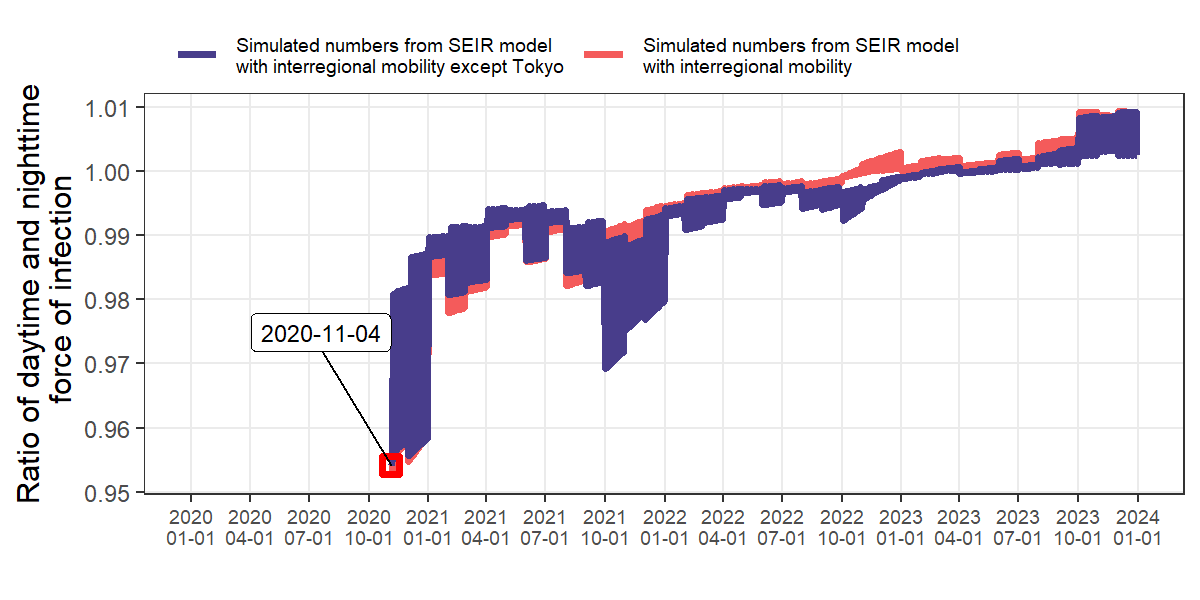 Simulated numbers from SEIR model
with interregional mobility except Tokyo
Simulated numbers from SEIR model
with interregional mobility
Ratio of daytime and nighttime
force of infection
1.01
1.00
0.99
0.98
0.97
0.96
0.95
2020-11-04
2020 2020 2020 2020 2021 2021 2021 2021 2022 2022 2022 2022 2023 2023 2023 2023 2024
01-01 04-01 07-01 10-01 01-01 04-01 07-01 10-01 01-01 04-01 07-01 10-01 01-01 04-01 07-01 10-01 01-01